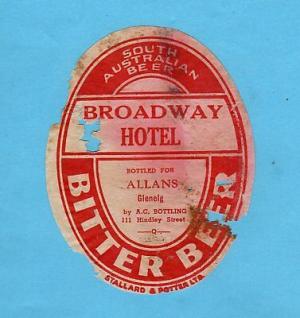 SOUTH
AUSTRALIAN
BEER
BROADWAY
HOTEL
BOTTLED FOR
ALLANS
Glenelg
by A.C. BOTTLING
111 Hindley Street
Q
BITTER BEER
STALLARD & POTTER LTD.